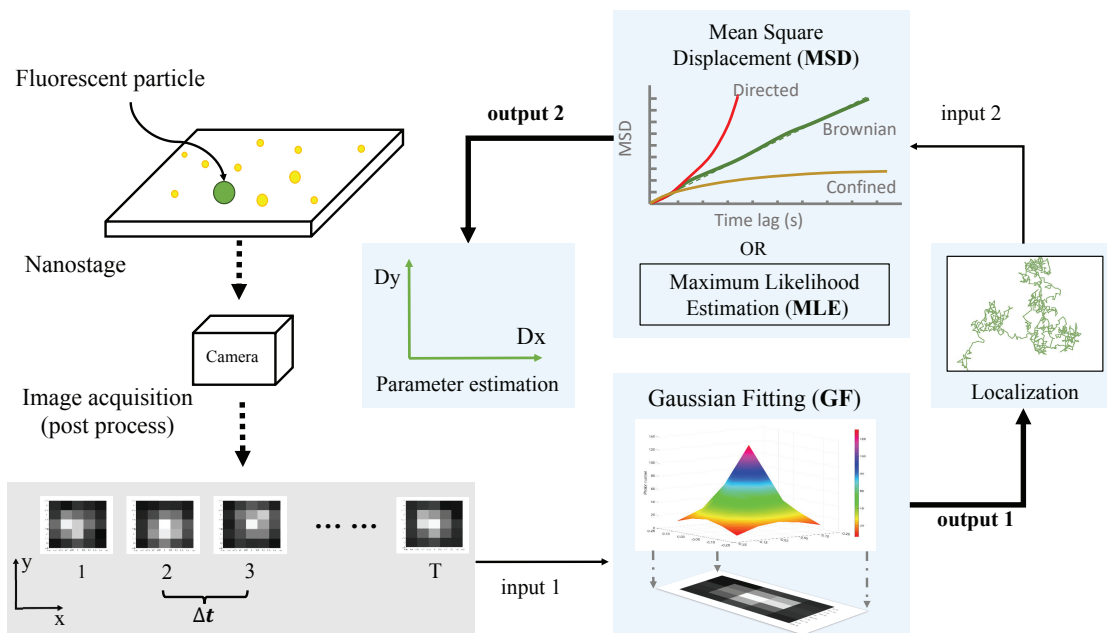 Fluorescent particle
Nanostage
Camera
Image acquisition
(post process)
1
2
3
... ...
T
y
x
Δt
input 1
Gaussian Fitting (GF)
output 1
Localization
input 2
Mean Square
Displacement (MSD)
MSD
Directed
Brownian
Confined
Time lag (s)
OR
Maximum Likelihood
Estimation (MLE)
output 2
Dy
Dx
Parameter estimation